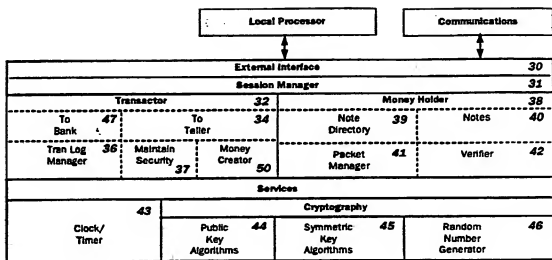 Local Processor
Communications
External Interface 30
Session Manager 31
Transactor 32
Money Holder 38
To Bank 47
To Teller 34
Note Directory 39
Notes 40
Tran Log Manager 36
Maintain Security 37
Money Creator 50
Packet Manager 41
Verifier 42
Services
Clock/ Timer 43
Cryptography
Public Key Algorithms 44
Symmetric Key Algorithms 45
Random Number Generator 46